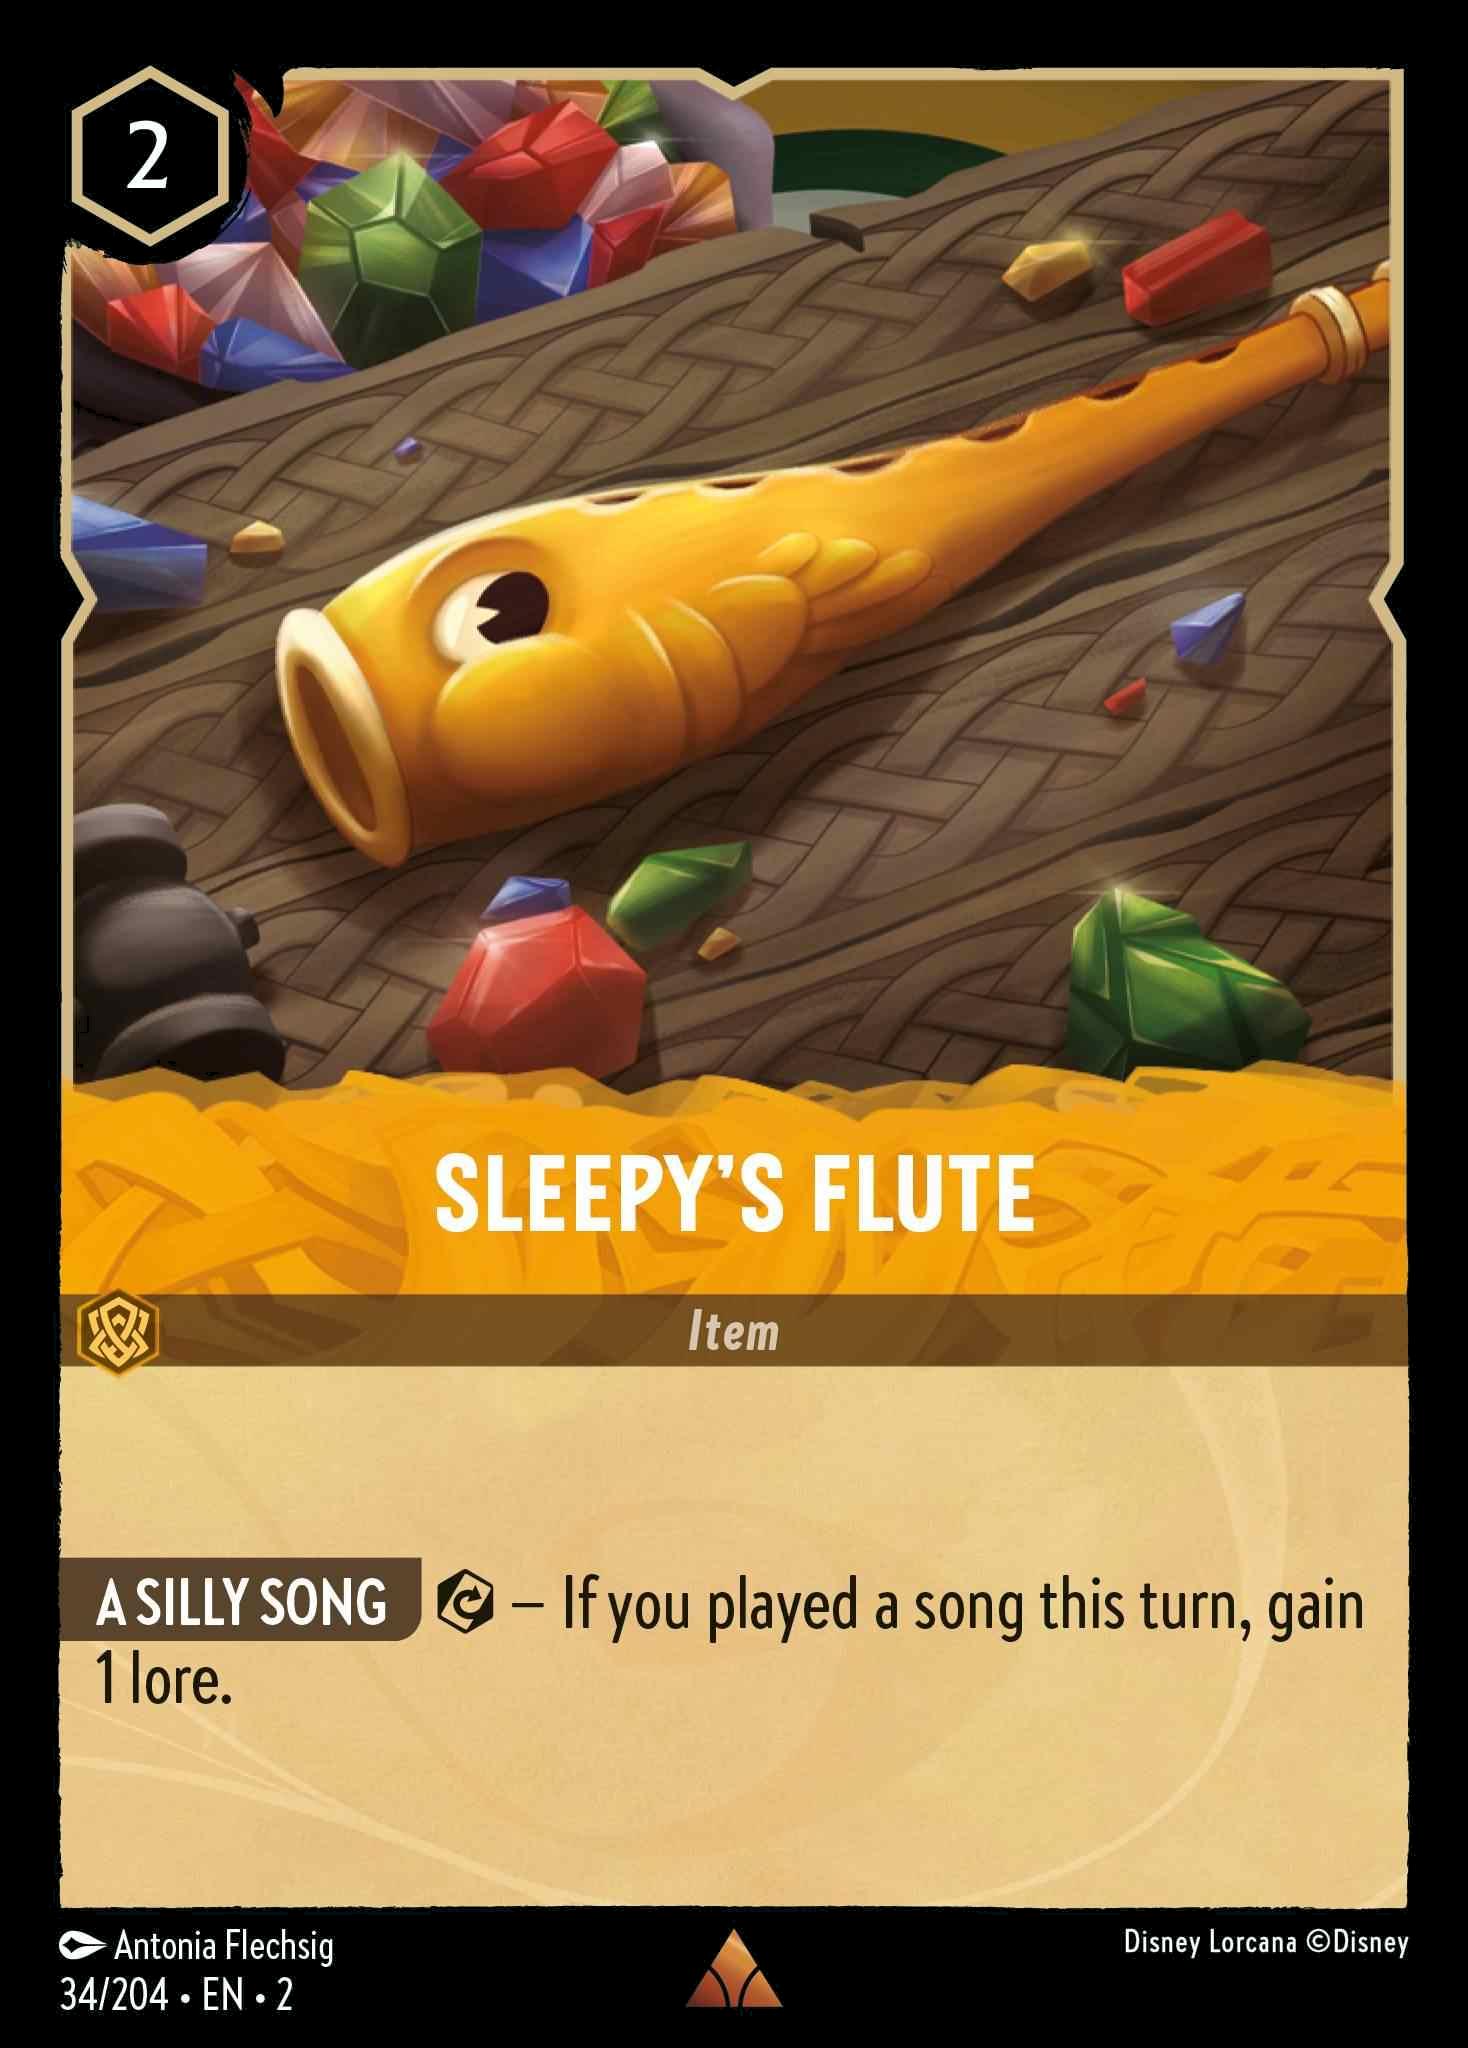 2
SLEEPY'S FLUTE
Item
A SILLY SONG — If you played a song this turn, gain
1 lore.
Antonia Flechsig
Disney Lorcana ©Disney
34/204 • EN • 2